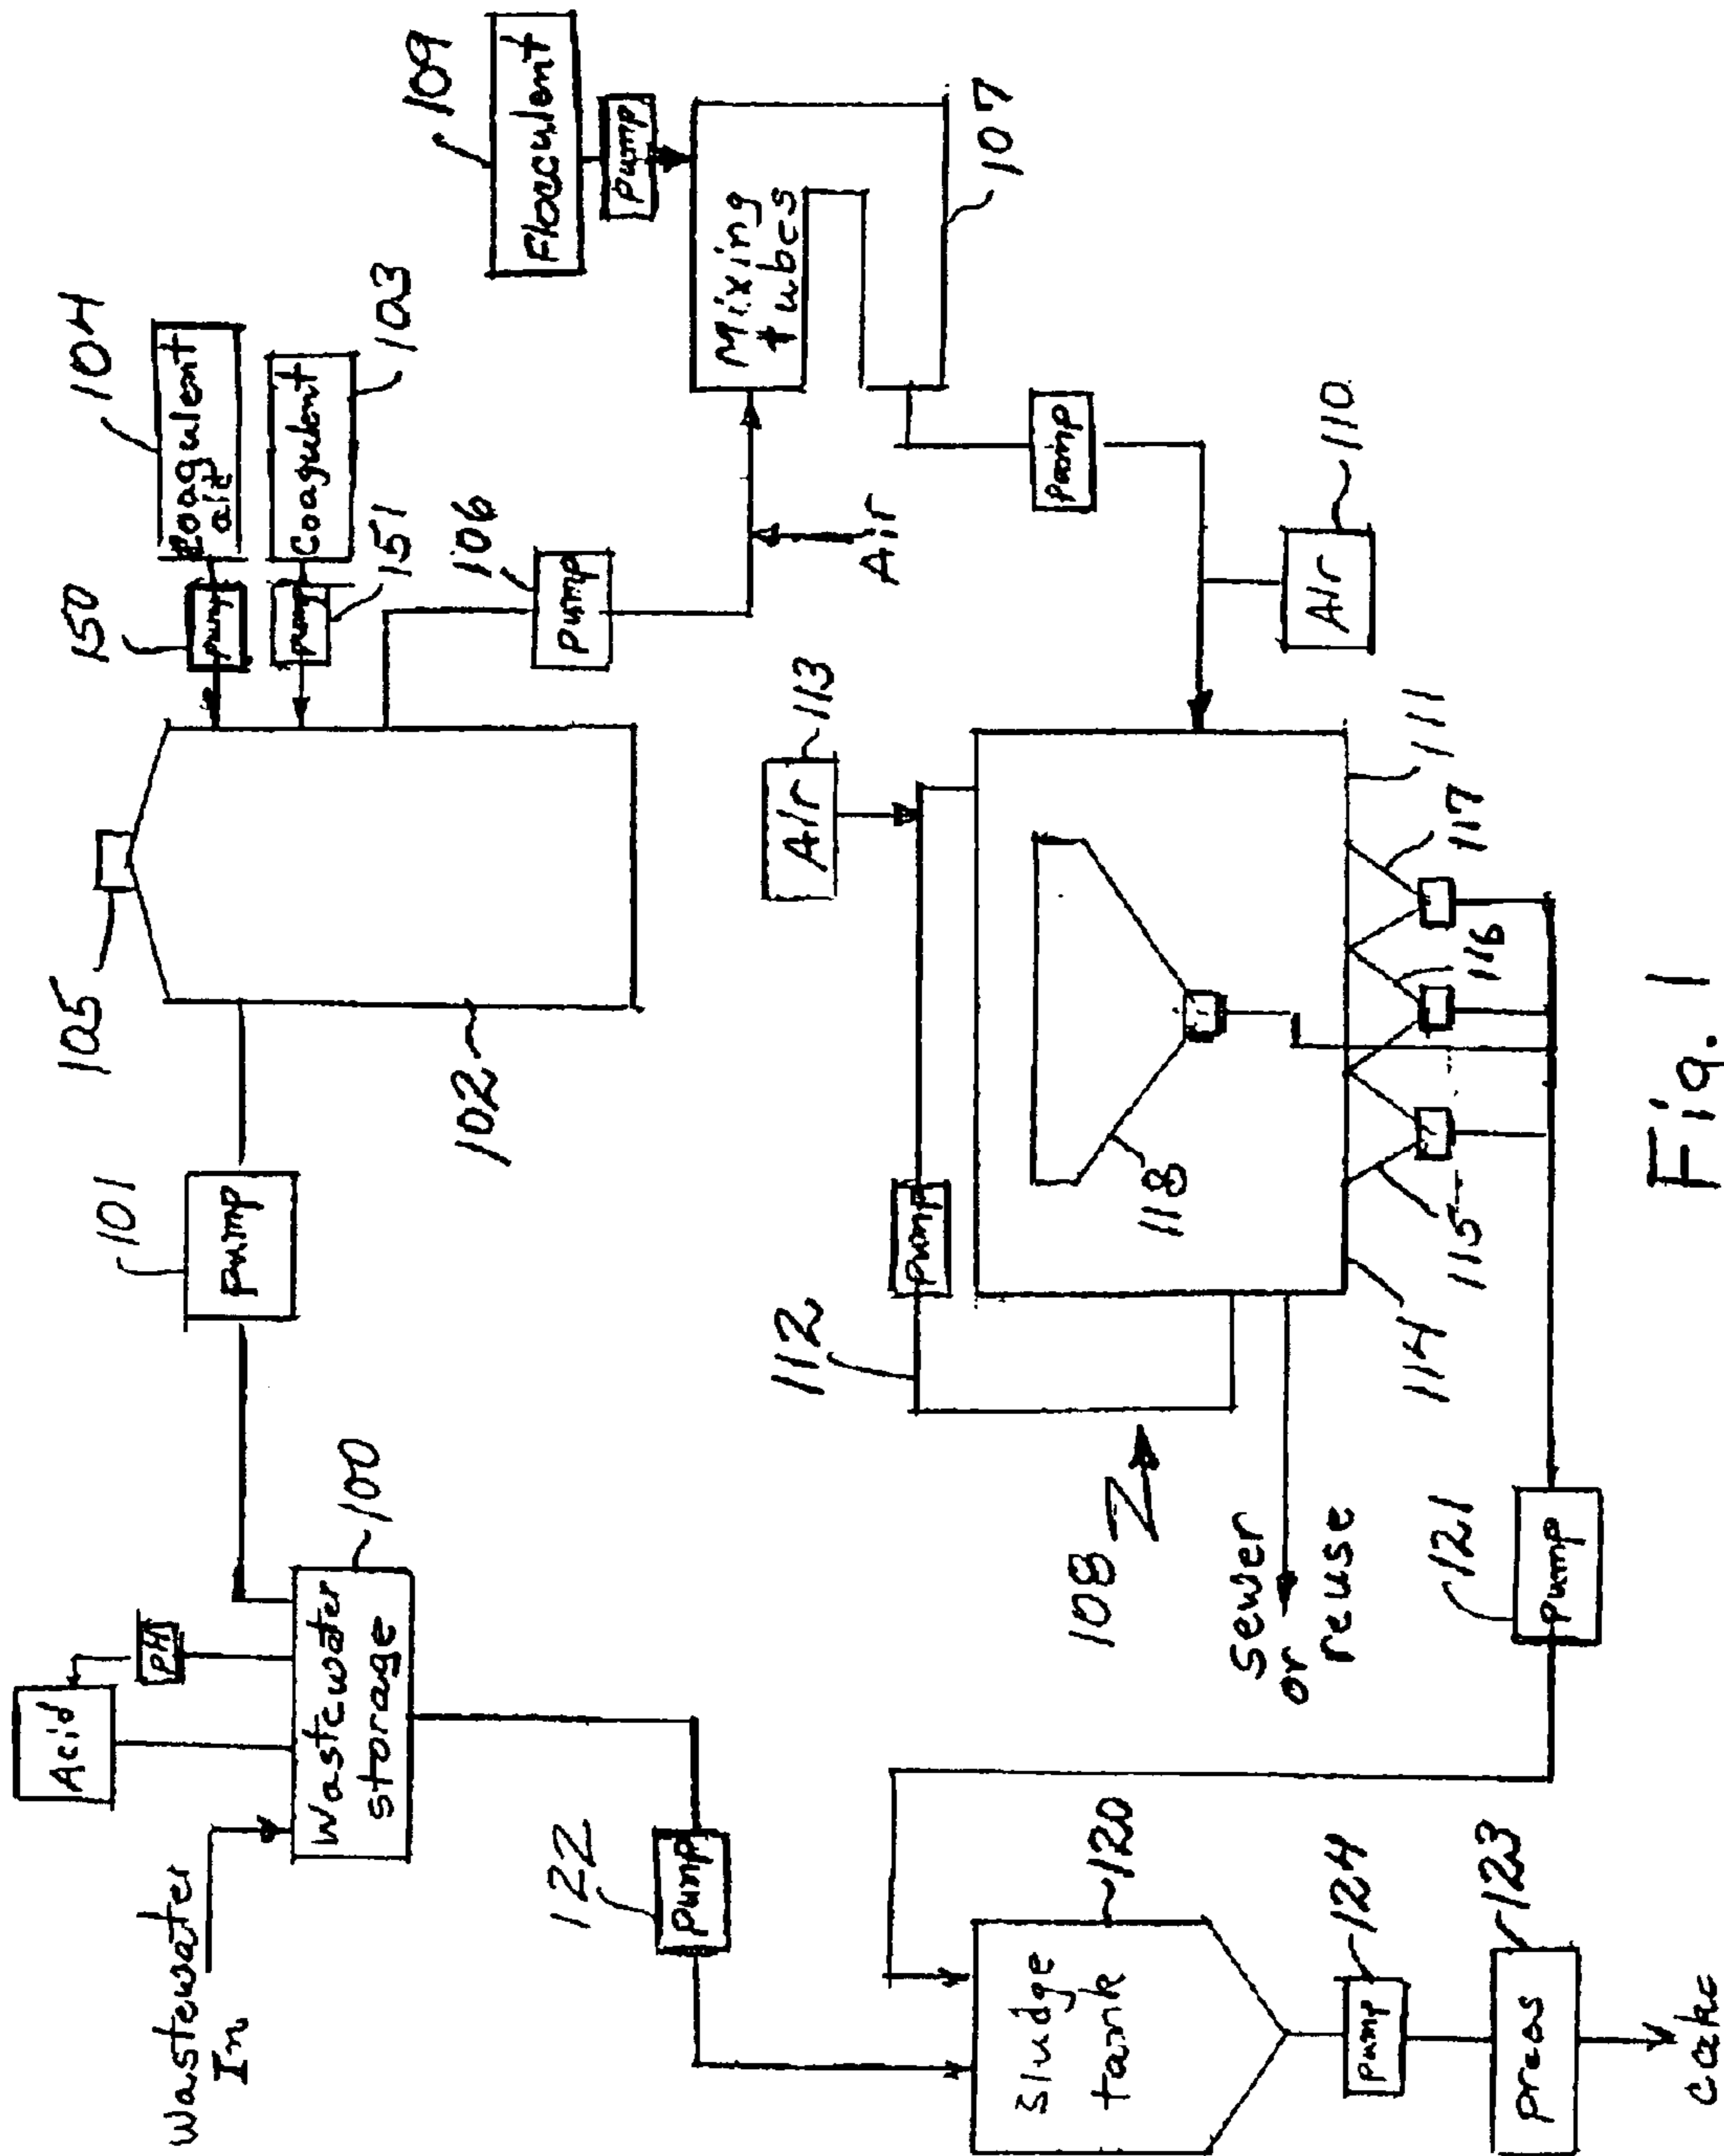 Wastewater
In
Acid
pH
Wastewater
storage
100
pump
101
105
102
Coagulent
aid
104
pump
150
Coagulent
103
pump
151
pump
106
Air
Floculent
109
pump
Mixing
tubes
107
pump
Air
110
Air
113
pump
112
108
118
111
117
116
115
114
sewer
or
reuse
pump
121
pump
122
Sludge
tank
120
pump
124
press
123
cake
Fig. 1